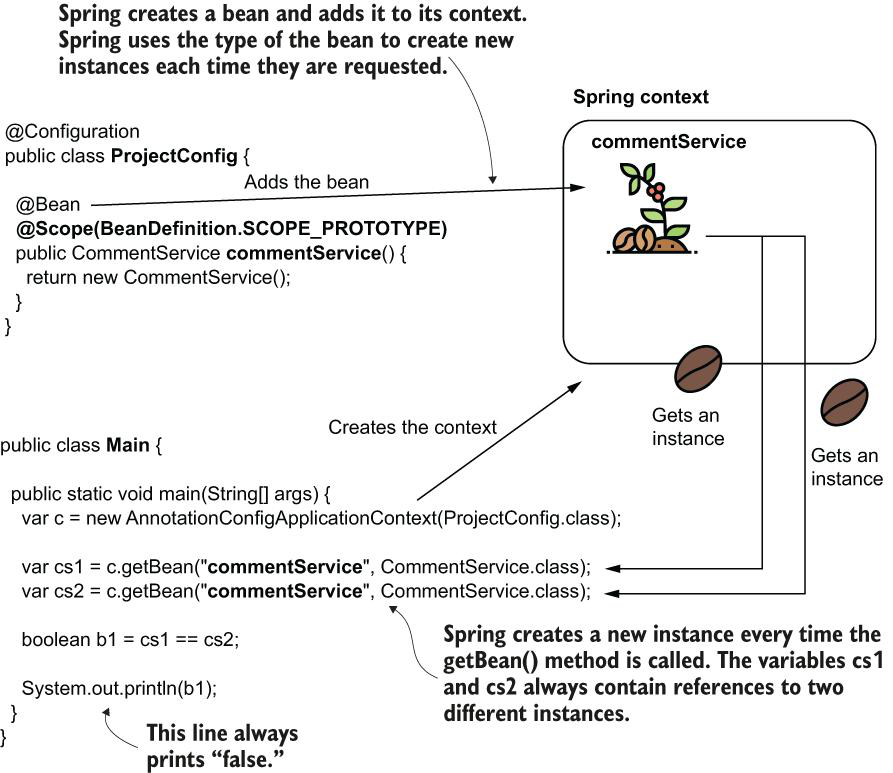 Spring creates a bean and adds it to its context.
Spring uses the type of the bean to create new
instances each time they are requested.
Spring context
commentService
@Configuration
public class ProjectConfig {
Adds the bean
@Bean
@Scope(BeanDefinition.SCOPE_PROTOTYPE)
public CommentService commentService() {
return new CommentService();
}
}
Gets an
instance
Gets an
instance
Creates the context
public class Main {
public static void main(String[] args) {
var c = new AnnotationConfigApplicationContext(ProjectConfig.class);
var cs1 = c.getBean("commentService", CommentService.class);
var cs2 = c.getBean("commentService", CommentService.class);
boolean b1 = cs1 == cs2;
System.out.println(b1);
}
}
Spring creates a new instance every time the
getBean() method is called. The variables cs1
and cs2 always contain references to two
different instances.
This line always
prints “false.”